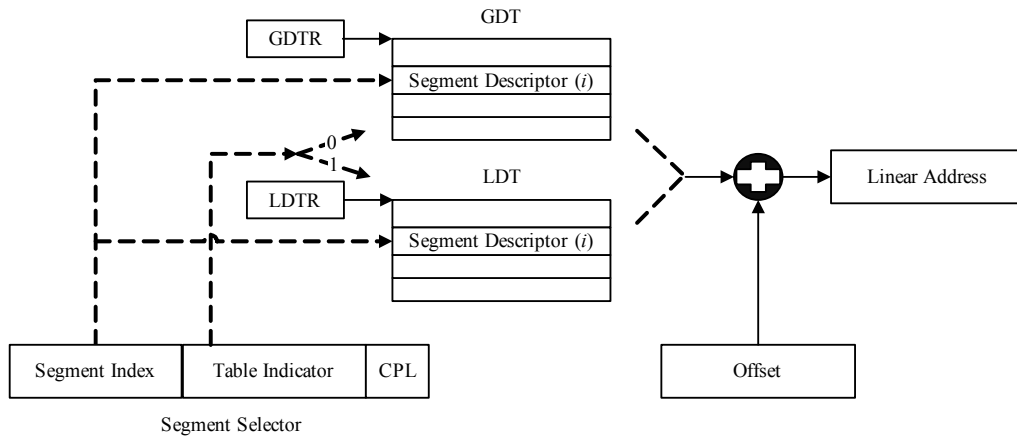 GDT
GDTR
Segment Descriptor (i)
0
1
LDT
LDTR
Segment Descriptor (i)
Linear Address
Segment Index Table Indicator CPL
Offset
Segment Selector